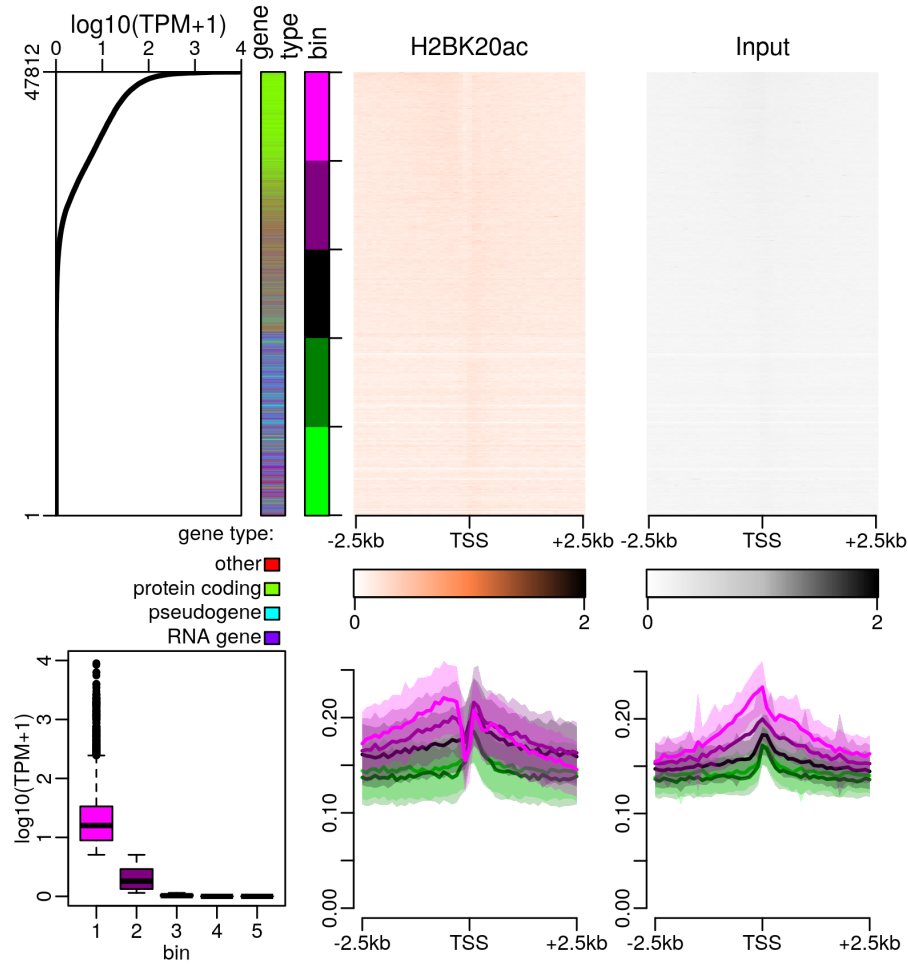 log10(TPM+1)
0 1 2 3 4
47812
1
gene
type
bin
H2BK20ac
Input
-2.5kb TSS +2.5kb
-2.5kb TSS +2.5kb
gene type:
other
protein coding
pseudogene
RNA gene
0 2
0 2
log10(TPM+1)
4
3
2
1
0
1 2 3 4 5
bin
0.20
0.10
0.00
-2.5kb TSS +2.5kb
0.20
0.10
0.00
-2.5kb TSS +2.5kb